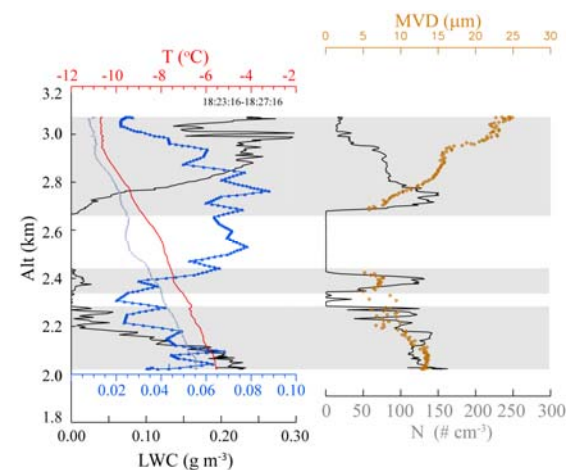 MVD (μm)
0 5 10 15 20 25 30
T (°C)
-12 -10 -8 -6 -4 -2
18:23:16-18:27:16
3.2
3.0
2.8
2.6
2.4
2.2
2.0
1.8
Alt (km)
0.02 0.04 0.06 0.08 0.10
0.00 0.20 0.30
LWC (g m⁻³)
0 50 100 150 200 250 300
N (# cm⁻³)